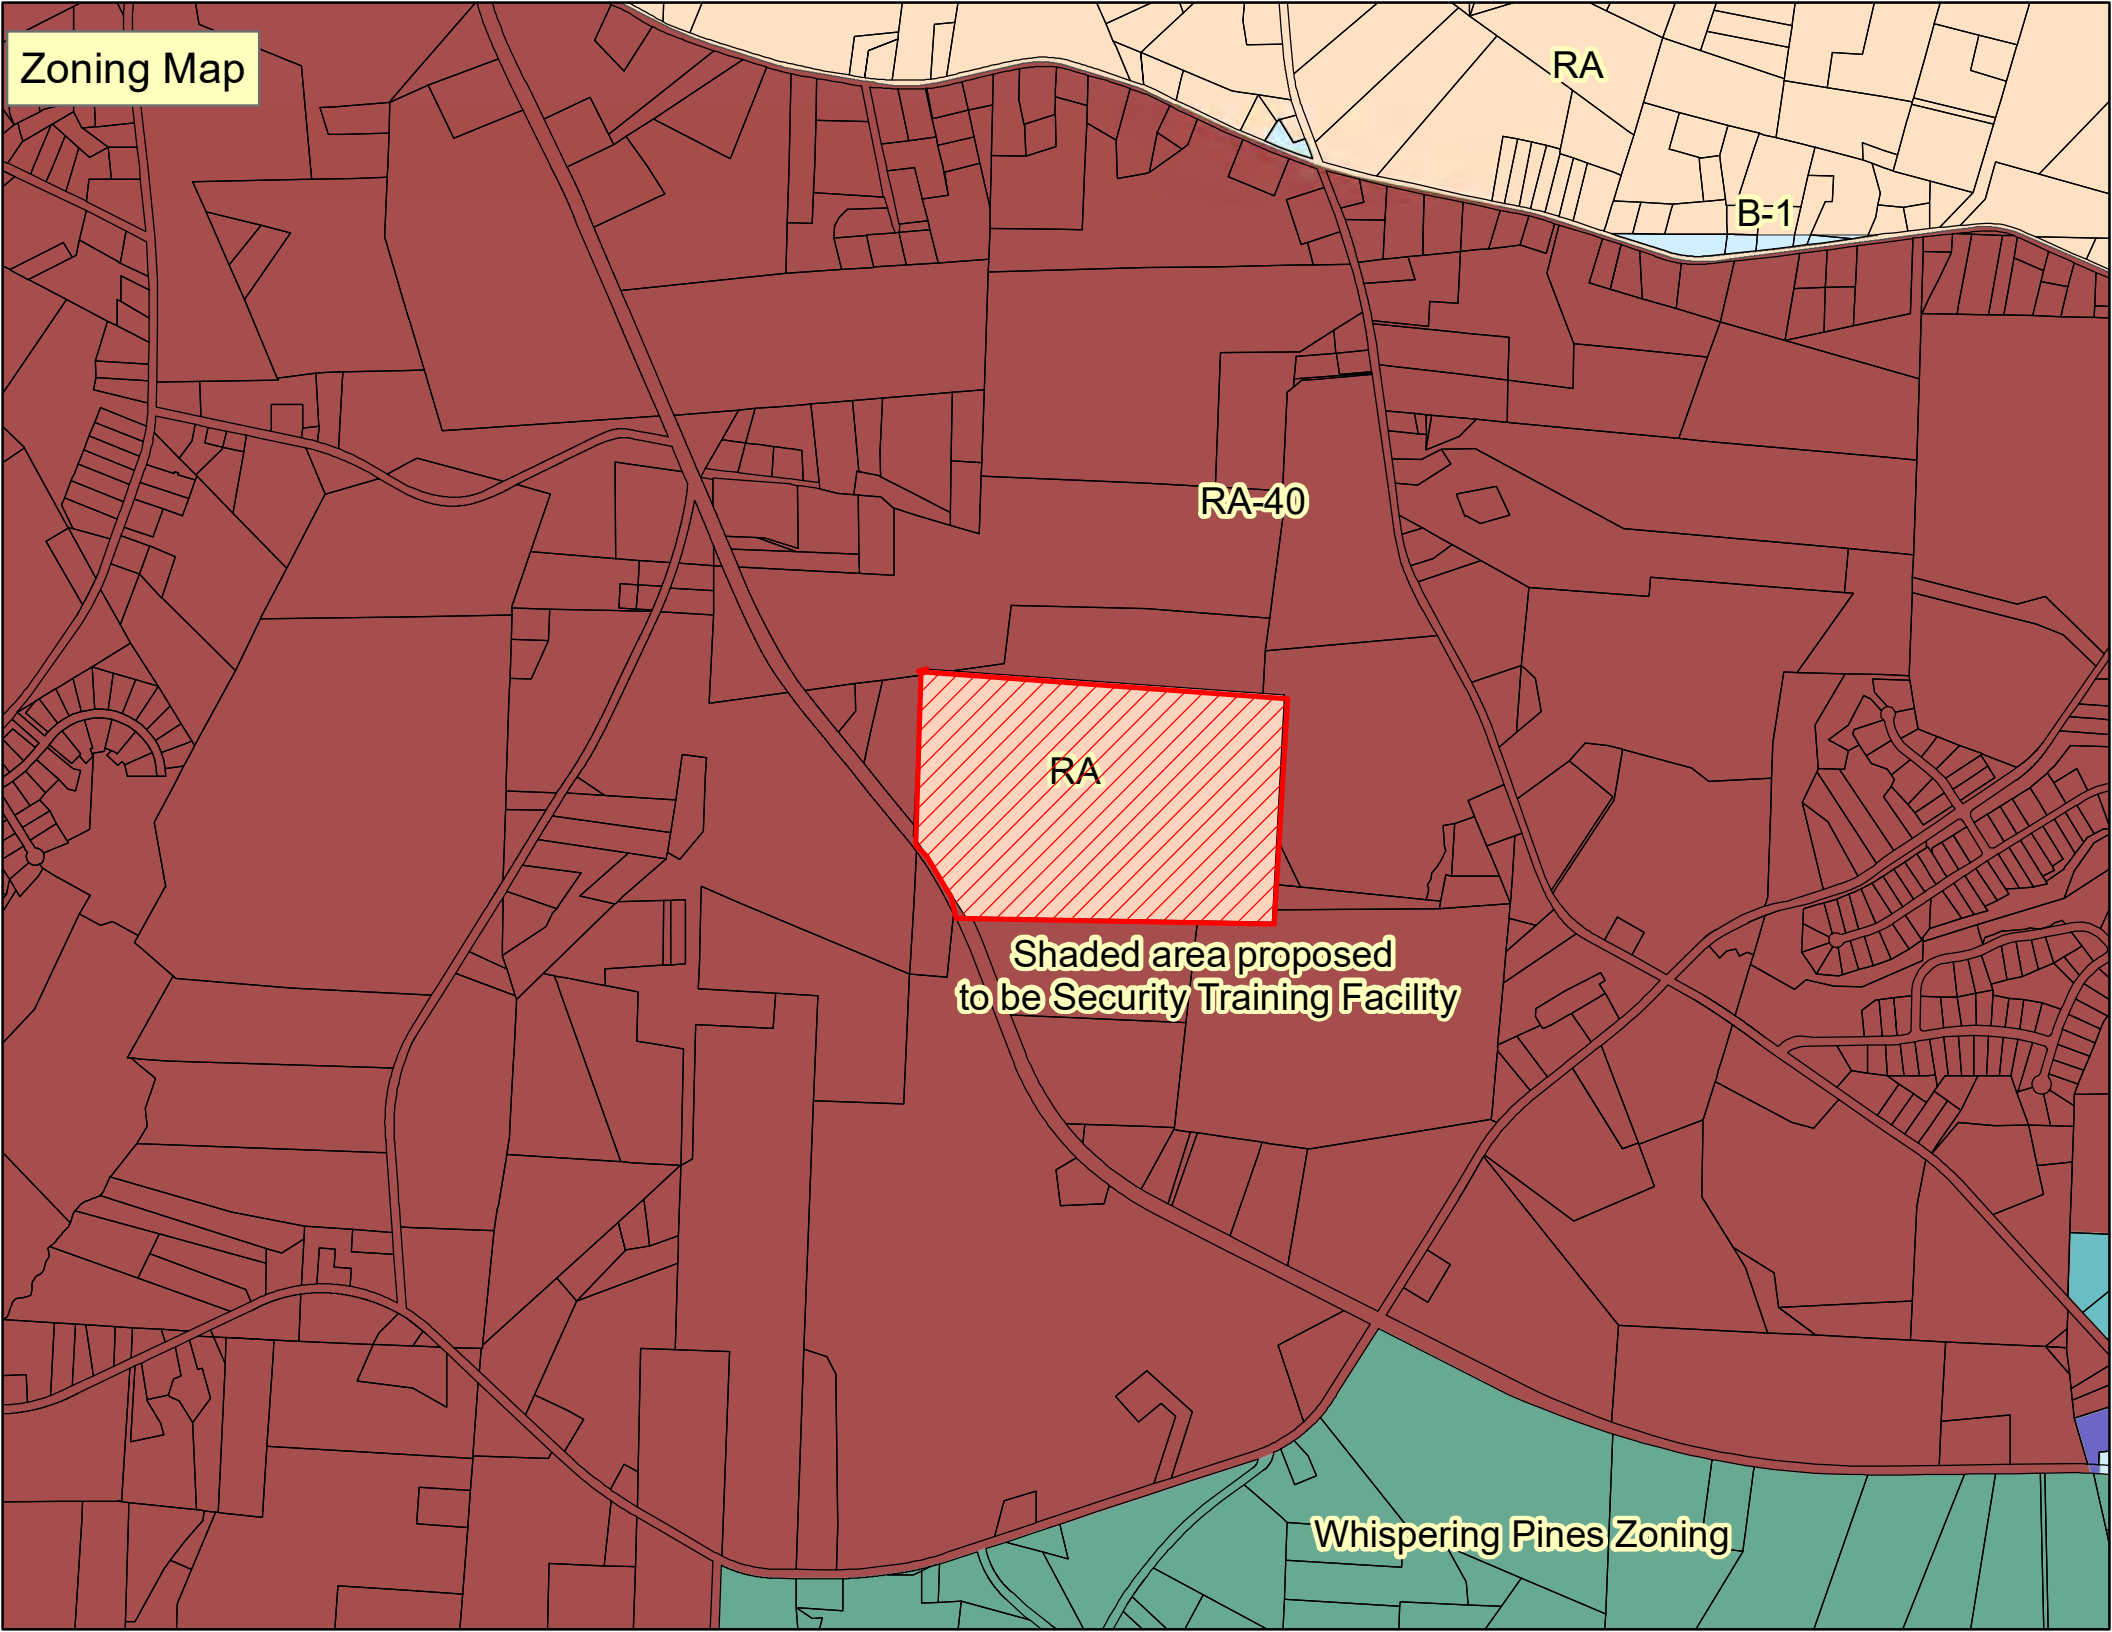 Zoning Map
RA
B-1
RA-40
RA
Shaded area proposed
to be Security Training Facility
Whispering Pines Zoning